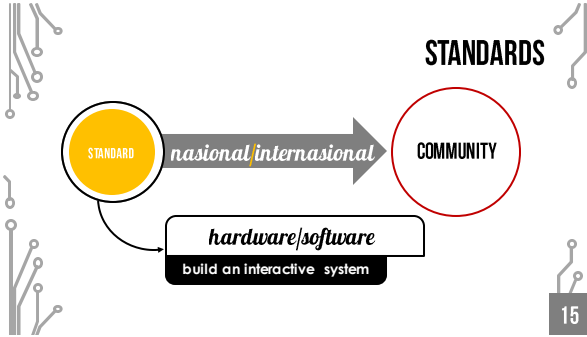 STANDARDS
STANDARD
nasional/internasional
COMMUNITY
hardware/software
build an interactive system
15